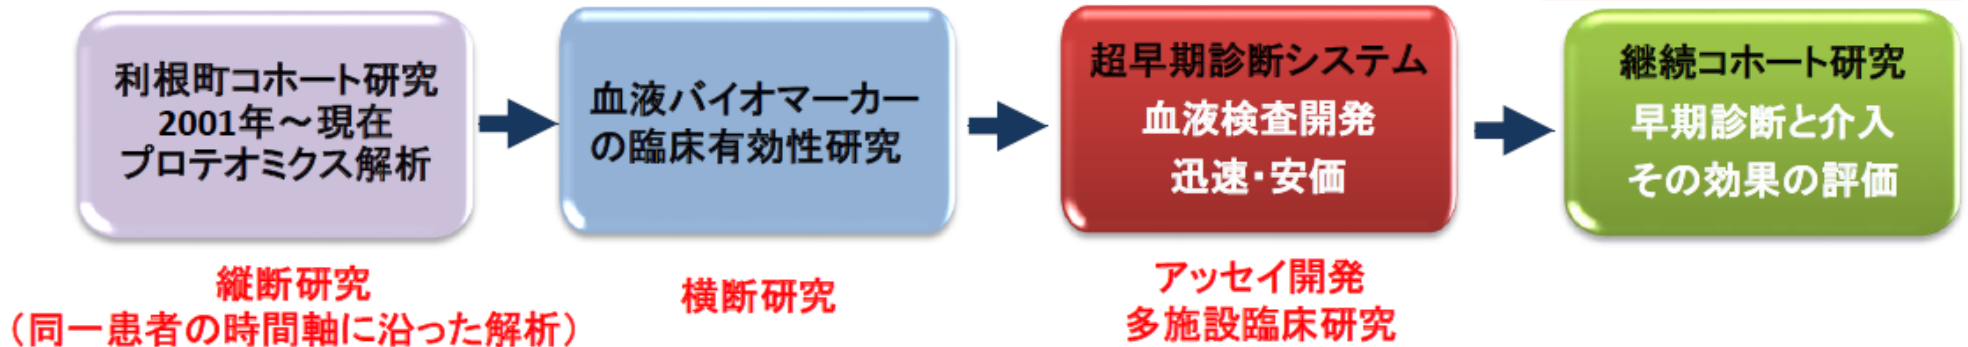 利根町コホート研究
2001年～現在
プロテオミクス解析
血液バイオマーカー
の臨床有効性研究
超早期診断システム
血液検査開発
迅速・安価
継続コホート研究
早期診断と介入
その効果の評価
縦断研究
（同一患者の時間軸に沿った解析）
横断研究
アッセイ開発
多施設臨床研究